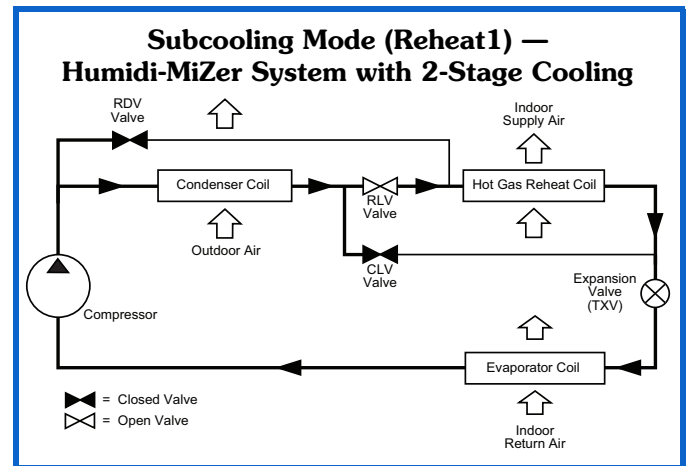 Subcooling Mode (Reheat1) —
Humidi-MiZer System with 2-Stage Cooling
RDV
Valve
Indoor
Supply Air
Condenser Coil
RLV
Valve
Hot Gas Reheat Coil
Outdoor Air
CLV
Valve
Expansion
Valve
(TXV)
Compressor
Evaporator Coil
= Closed Valve
= Open Valve
Indoor
Return Air